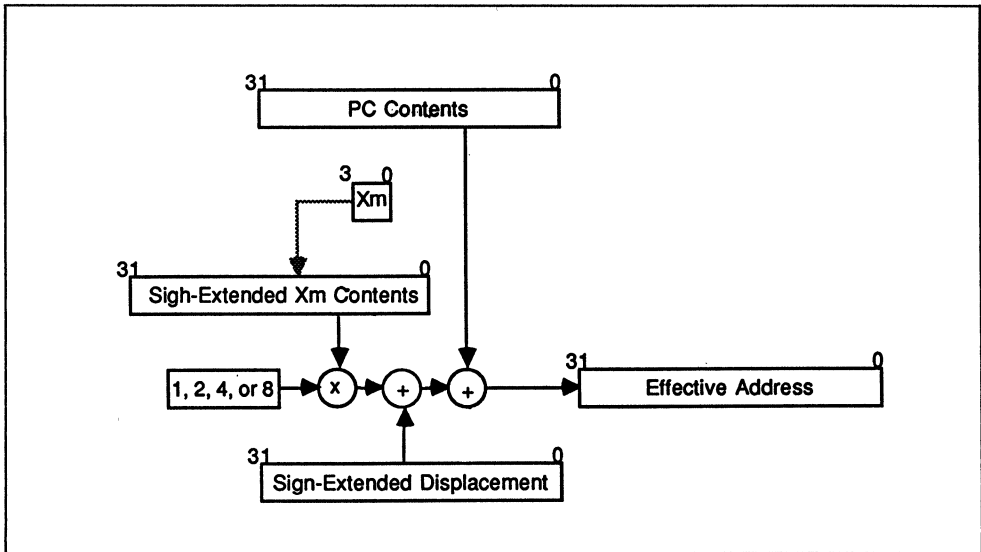 31 0
PC Contents
3 0
Xm
31 0
Sigh-Extended Xm Contents
31 0
1, 2, 4, or 8 x + + Effective Address
31 0
Sign-Extended Displacement